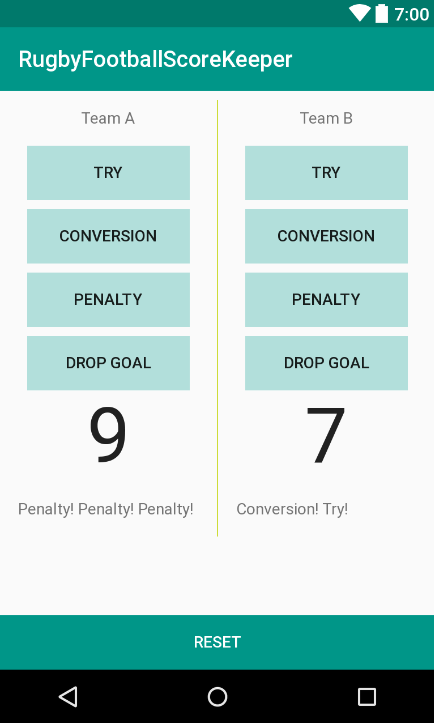 7:00
RugbyFootballScoreKeeper
Team A
TRY
CONVERSION
PENALTY
DROP GOAL
9
Penalty! Penalty! Penalty!
Team B
TRY
CONVERSION
PENALTY
DROP GOAL
7
Conversion! Try!
RESET